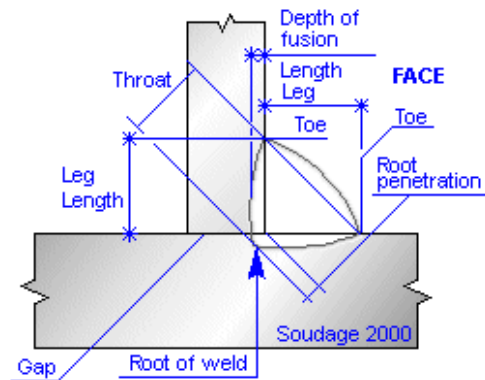 Depth of
fusion
Length
Leg
FACE
Throat
Toe
Toe
Leg
Length
Root
penetration
Soudage 2000
Gap
Root of weld